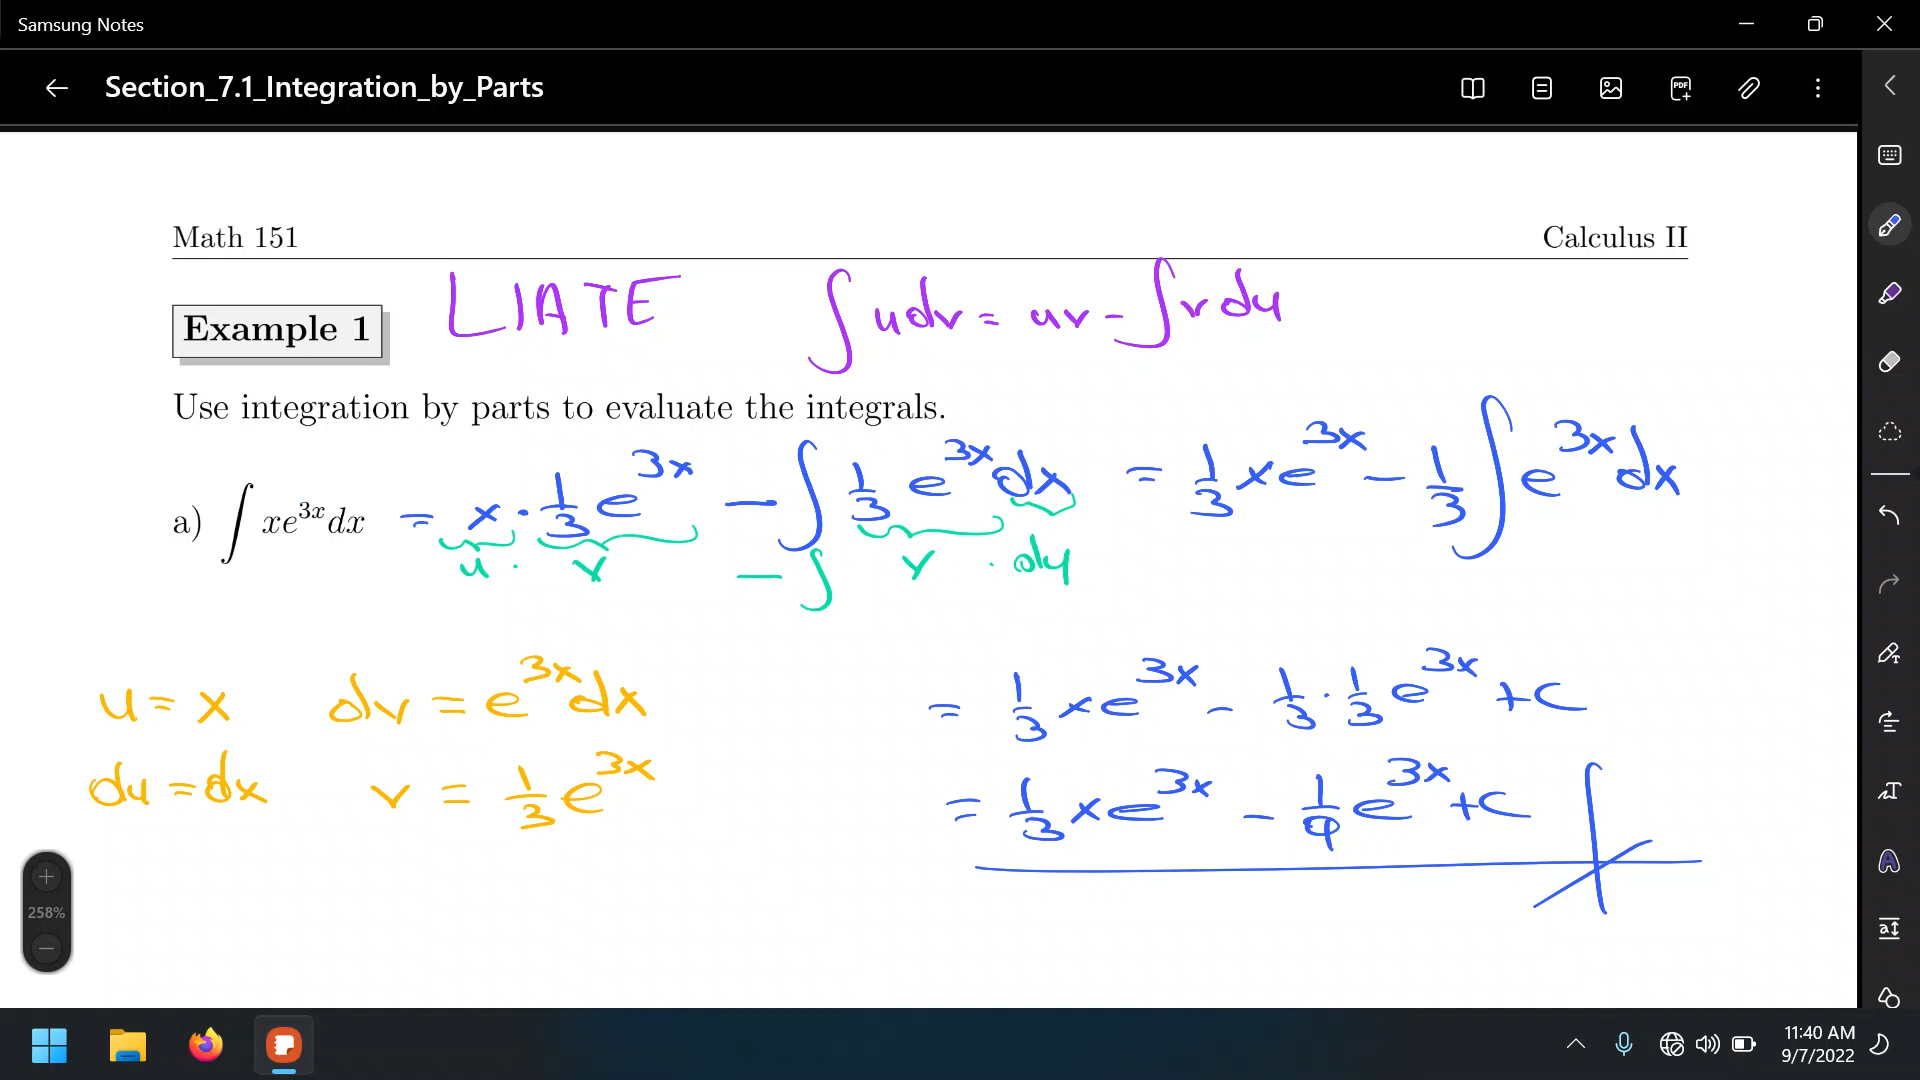 Samsung Notes
Section_7.1_Integration_by_Parts
Math 151 Calculus II
LIATE ∫ u dv = uv - ∫ v du
Example 1
Use integration by parts to evaluate the integrals.
a) ∫ xe^{3x} dx = x · 1/3 e^{3x} - ∫ 1/3 e^{3x} dx = 1/3 xe^{3x} - 1/3 ∫ e^{3x} dx
u · v - ∫ v · du
u = x dv = e^{3x} dx
du = dx v = 1/3 e^{3x}
= 1/3 xe^{3x} - 1/3 · 1/3 e^{3x} + C
= 1/3 xe^{3x} - 1/9 e^{3x} + C
258%
11:40 AM
9/7/2022